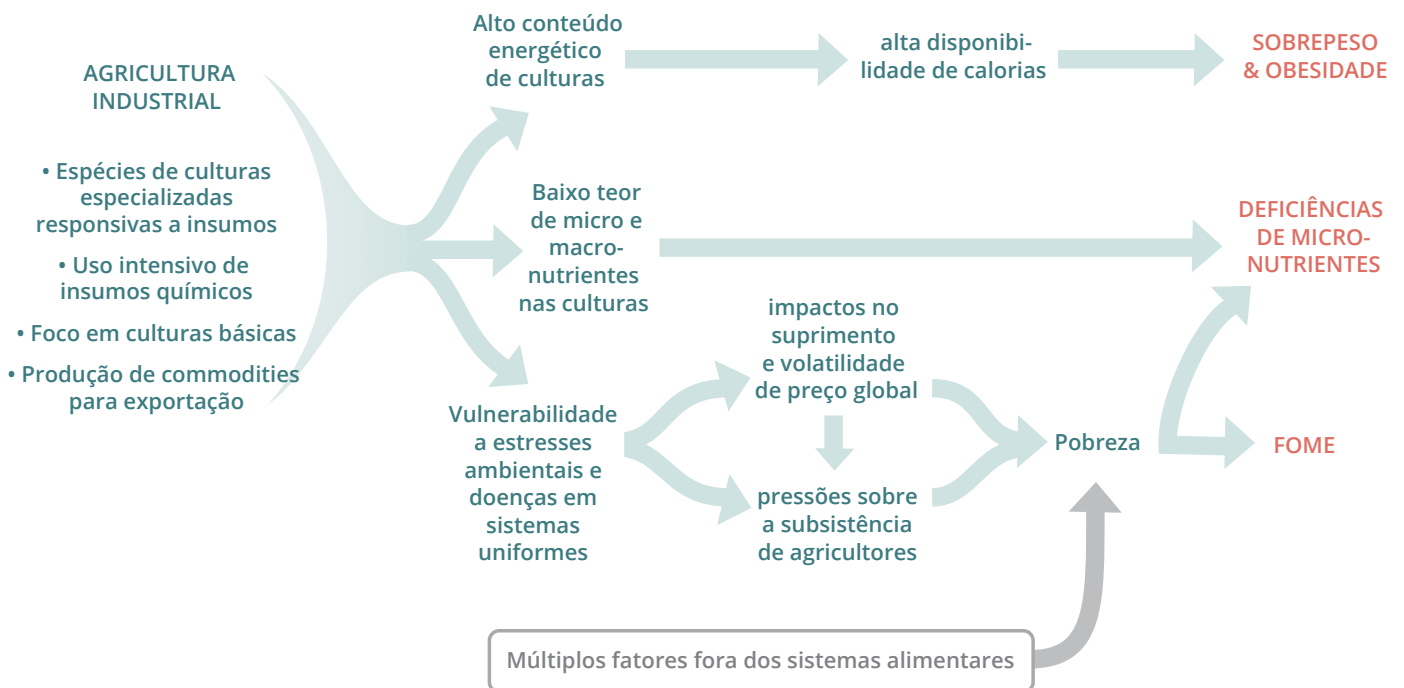 AGRICULTURA
INDUSTRIAL
• Espécies de culturas
especializadas
responsivas a insumos
• Uso intensivo de
insumos químicos
• Foco em culturas básicas
• Produção de commodities
para exportação
Alto conteúdo
energético
de culturas
alta disponibi-
lidade de calorias
SOBREPESO
& OBESIDADE
Baixo teor
de micro e
macro-
nutrientes
nas culturas
DEFICIÊNCIAS
DE MICRO-
NUTRIENTES
Vulnerabilidade
a estresses
ambientais e
doenças em
sistemas
uniformes
impactos no
suprimento
e volatilidade
de preço global
pressões sobre
a subsistência
de agricultores
Pobreza
FOME
Múltiplos fatores fora dos sistemas alimentares